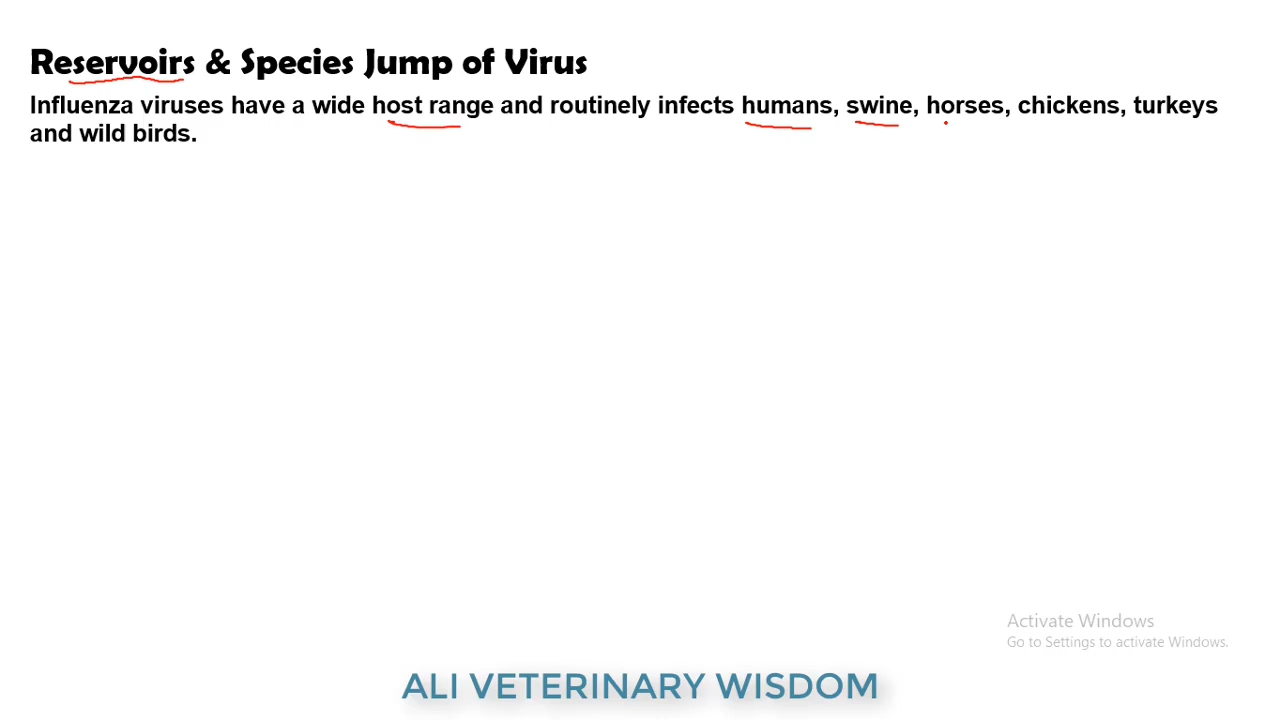 Reservoirs & Species Jump of Virus
Influenza viruses have a wide host range and routinely infects humans, swine, horses, chickens, turkeys
and wild birds.
Activate Windows
Go to Settings to activate Windows.
ALI VETERINARY WISDOM